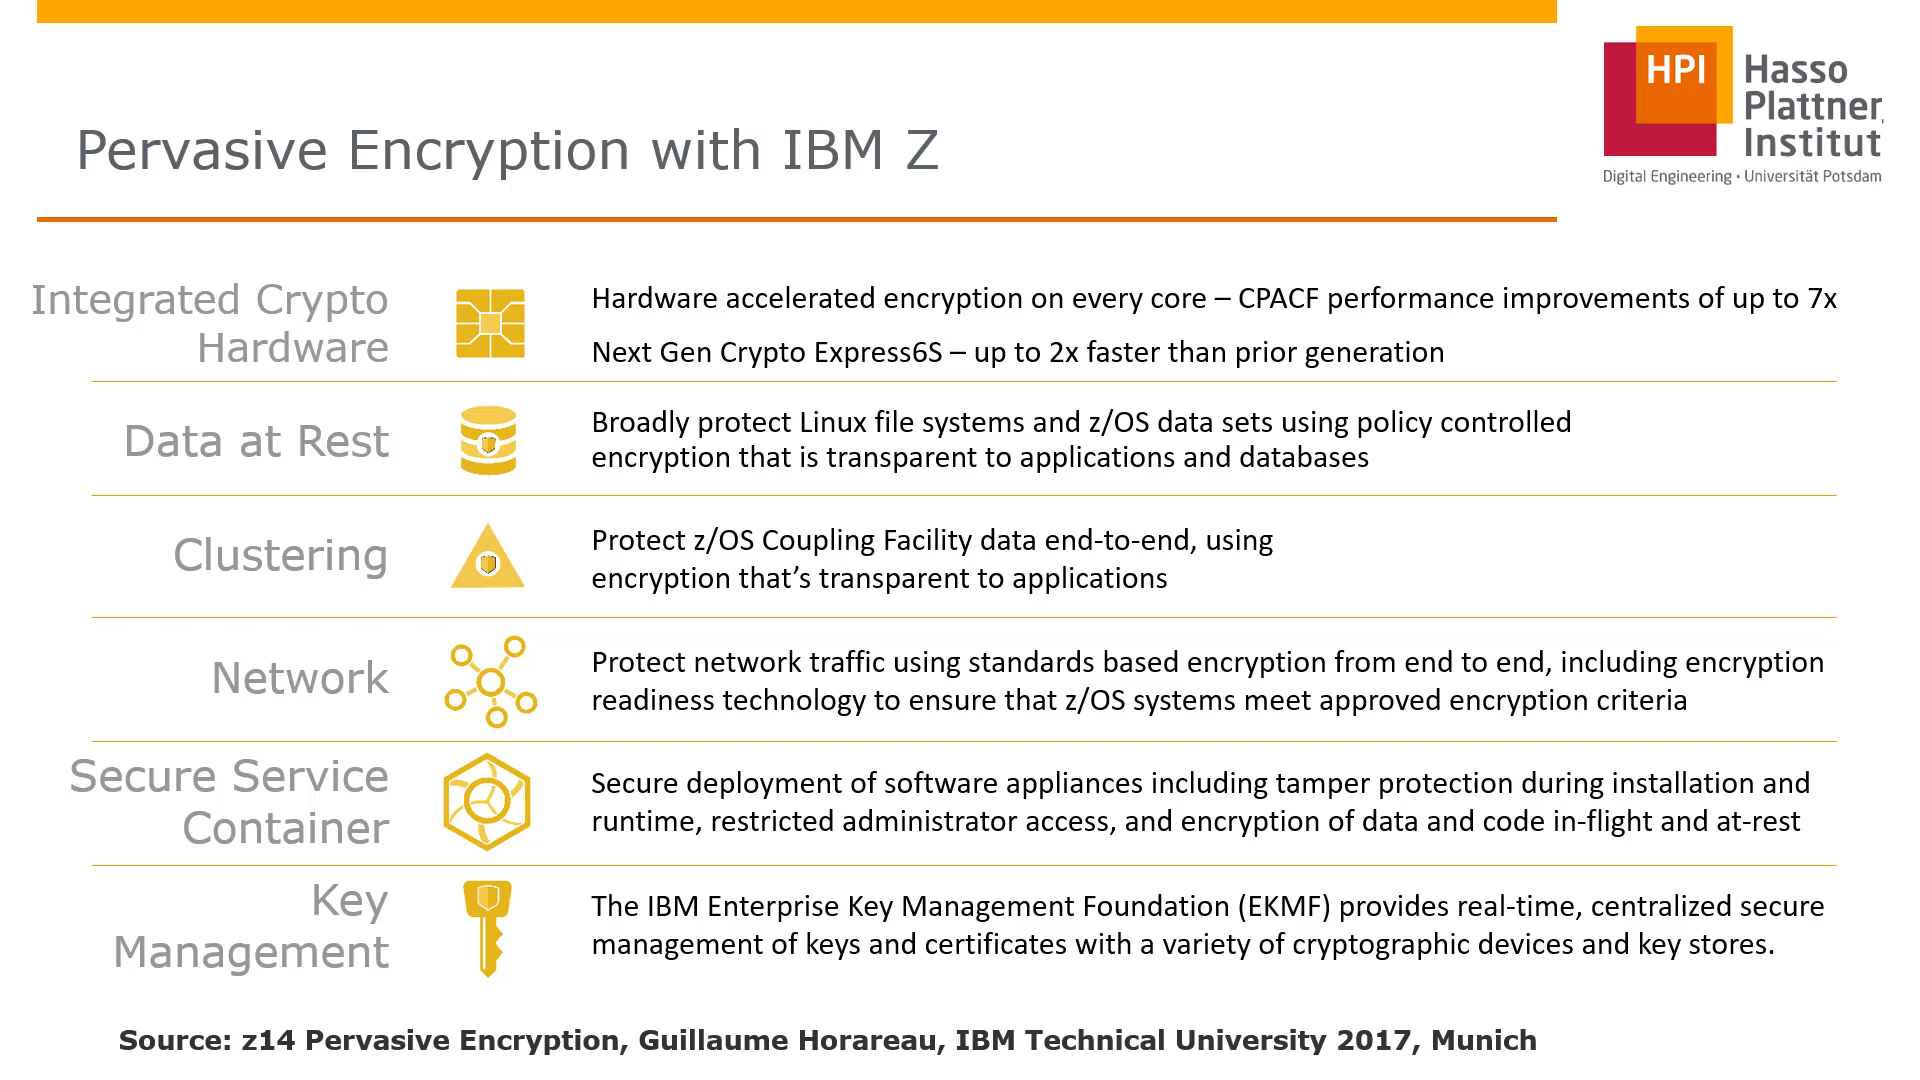 HPI
Hasso
Plattner
Institut
Digital Engineering • Universität Potsdam
Pervasive Encryption with IBM Z
Integrated Crypto
Hardware
Hardware accelerated encryption on every core – CPACF performance improvements of up to 7x
Next Gen Crypto Express6S – up to 2x faster than prior generation
Data at Rest
Broadly protect Linux file systems and z/OS data sets using policy controlled
encryption that is transparent to applications and databases
Clustering
Protect z/OS Coupling Facility data end-to-end, using
encryption that’s transparent to applications
Network
Protect network traffic using standards based encryption from end to end, including encryption
readiness technology to ensure that z/OS systems meet approved encryption criteria
Secure Service
Container
Secure deployment of software appliances including tamper protection during installation and
runtime, restricted administrator access, and encryption of data and code in-flight and at-rest
Key
Management
The IBM Enterprise Key Management Foundation (EKMF) provides real-time, centralized secure
management of keys and certificates with a variety of cryptographic devices and key stores.
Source: z14 Pervasive Encryption, Guillaume Horareau, IBM Technical University 2017, Munich